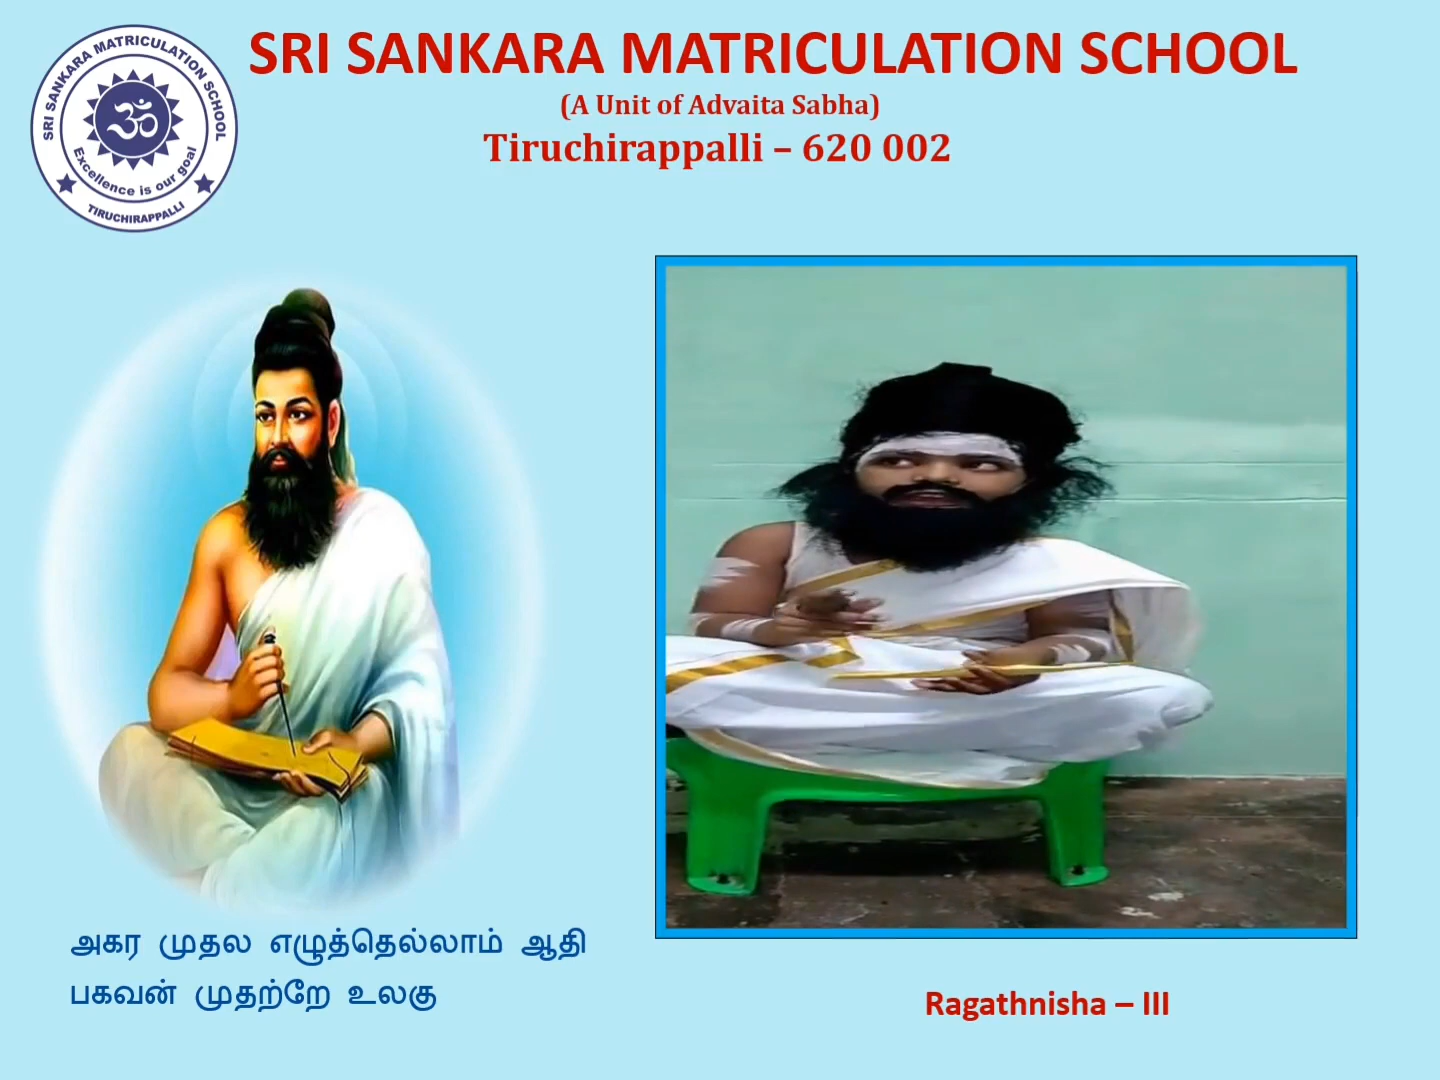 SRI SANKARA MATRICULATION SCHOOL
(A Unit of Advaita Sabha)
Tiruchirappalli – 620 002
SRI SANKARA MATRICULATION SCHOOL
ॐ
Excellence is our goal
TIRUCHIRAPPALLI
அகர முதல எழுத்தெல்லாம் ஆதி
பகவன் முதற்றே உலகு
Ragathnisha – III